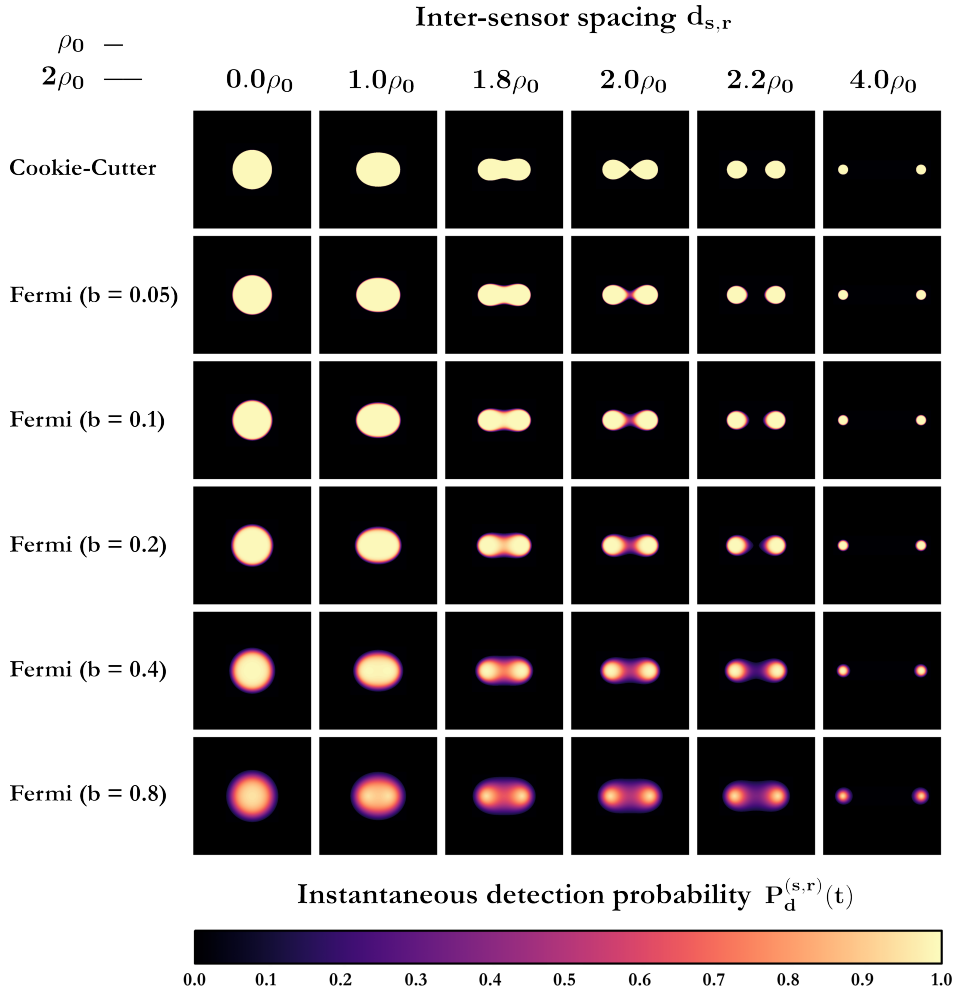 Inter-sensor spacing d_{s,r}
ρ₀
2ρ₀
0.0ρ₀ 1.0ρ₀ 1.8ρ₀ 2.0ρ₀ 2.2ρ₀ 4.0ρ₀
Cookie-Cutter
Fermi (b = 0.05)
Fermi (b = 0.1)
Fermi (b = 0.2)
Fermi (b = 0.4)
Fermi (b = 0.8)
Instantaneous detection probability P_d^{(s,r)}(t)
0.0 0.1 0.2 0.3 0.4 0.5 0.6 0.7 0.8 0.9 1.0